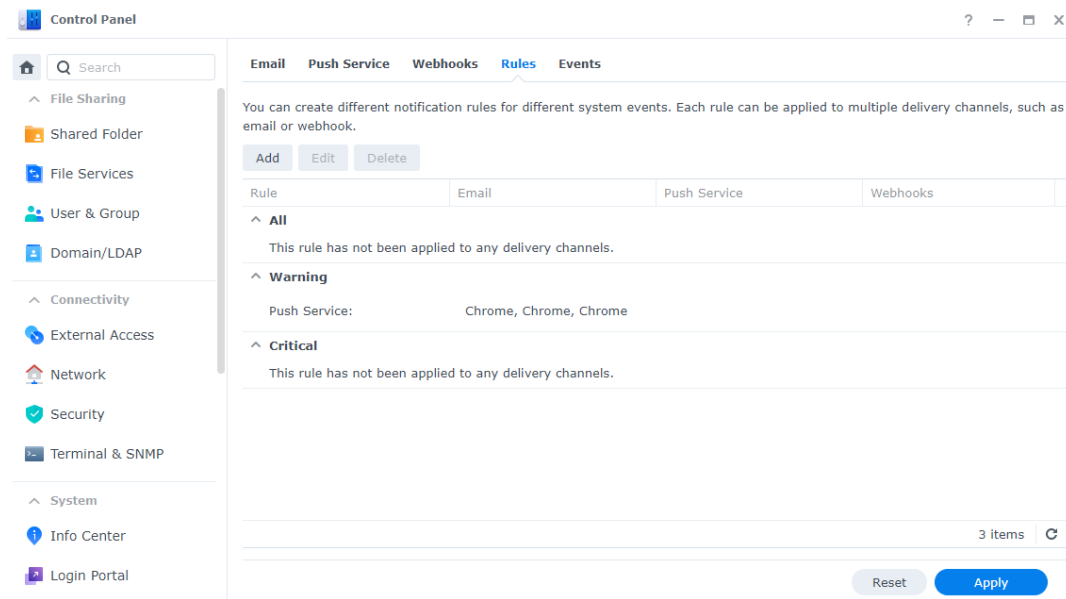 Control Panel
Search
File Sharing
Shared Folder
File Services
User & Group
Domain/LDAP
Connectivity
External Access
Network
Security
Terminal & SNMP
System
Info Center
Login Portal
Email Push Service Webhooks Rules Events
You can create different notification rules for different system events. Each rule can be applied to multiple delivery channels, such as
email or webhook.
Add Edit Delete
Rule Email Push Service Webhooks
All
This rule has not been applied to any delivery channels.
Warning
Push Service: Chrome, Chrome, Chrome
Critical
This rule has not been applied to any delivery channels.
3 items
Reset Apply